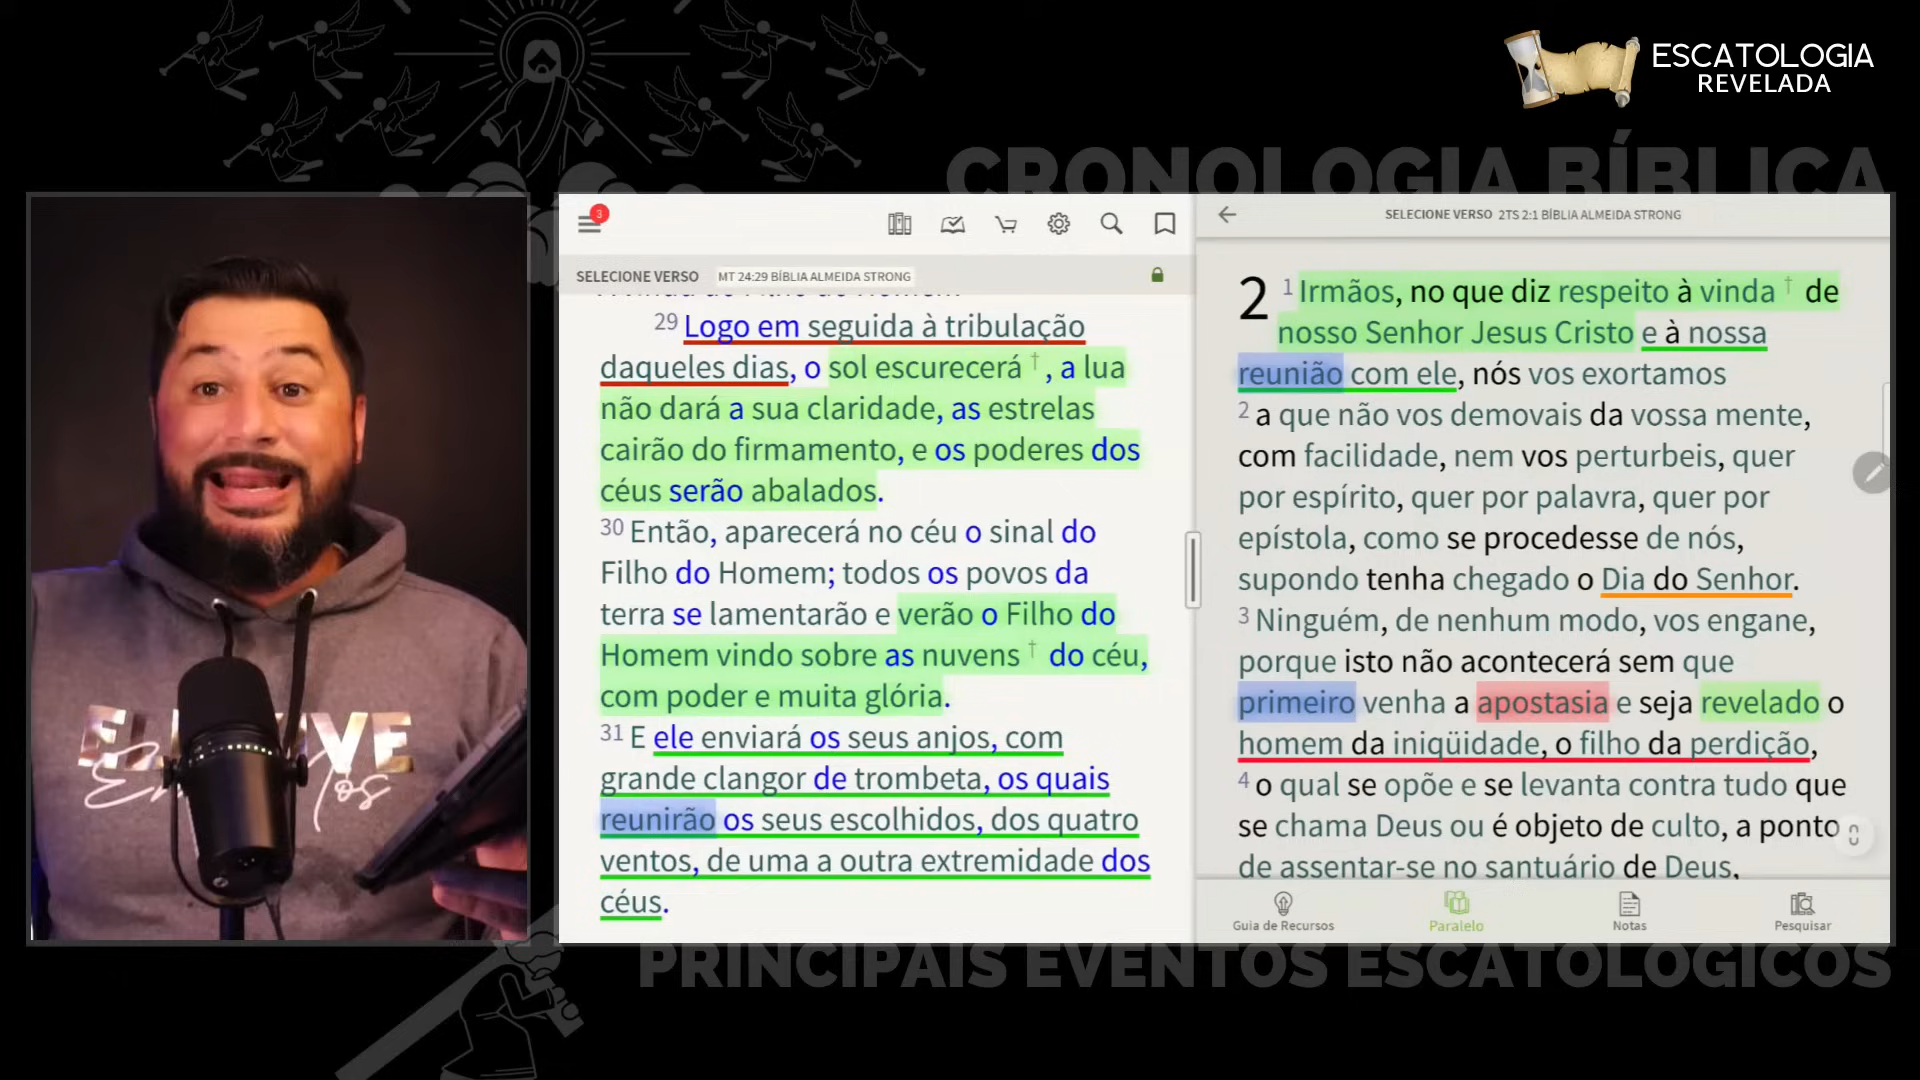 ESCATOLOGIA
REVELADA
CRONOLOGIA BÍBLICA
3
SELECIONE VERSO MT 24:29 BÍBLIA ALMEIDA STRONG
29 Logo em seguida à tribulação
daqueles dias, o sol escurecerá †, a lua
não dará a sua claridade, as estrelas
cairão do firmamento, e os poderes dos
céus serão abalados.
30 Então, aparecerá no céu o sinal do
Filho do Homem; todos os povos da
terra se lamentarão e verão o Filho do
Homem vindo sobre as nuvens † do céu,
com poder e muita glória.
31 E ele enviará os seus anjos, com
grande clangor de trombeta, os quais
reunirão os seus escolhidos, dos quatro
ventos, de uma a outra extremidade dos
céus.
SELECIONE VERSO 2TS 2:1 BÍBLIA ALMEIDA STRONG
2 1 Irmãos, no que diz respeito à vinda † de
nosso Senhor Jesus Cristo e à nossa
reunião com ele, nós vos exortamos
2 a que não vos demovais da vossa mente,
com facilidade, nem vos perturbeis, quer
por espírito, quer por palavra, quer por
epístola, como se procedesse de nós,
supondo tenha chegado o Dia do Senhor.
3 Ninguém, de nenhum modo, vos engane,
porque isto não acontecerá sem que
primeiro venha a apostasia e seja revelado o
homem da iniqüidade, o filho da perdição,
4 o qual se opõe e se levanta contra tudo que
se chama Deus ou é objeto de culto, a ponto
de assentar-se no santuário de Deus,
Guia de Recursos
Paralelo
Notas
Pesquisar
PRINCIPAIS EVENTOS ESCATOLOGICOS